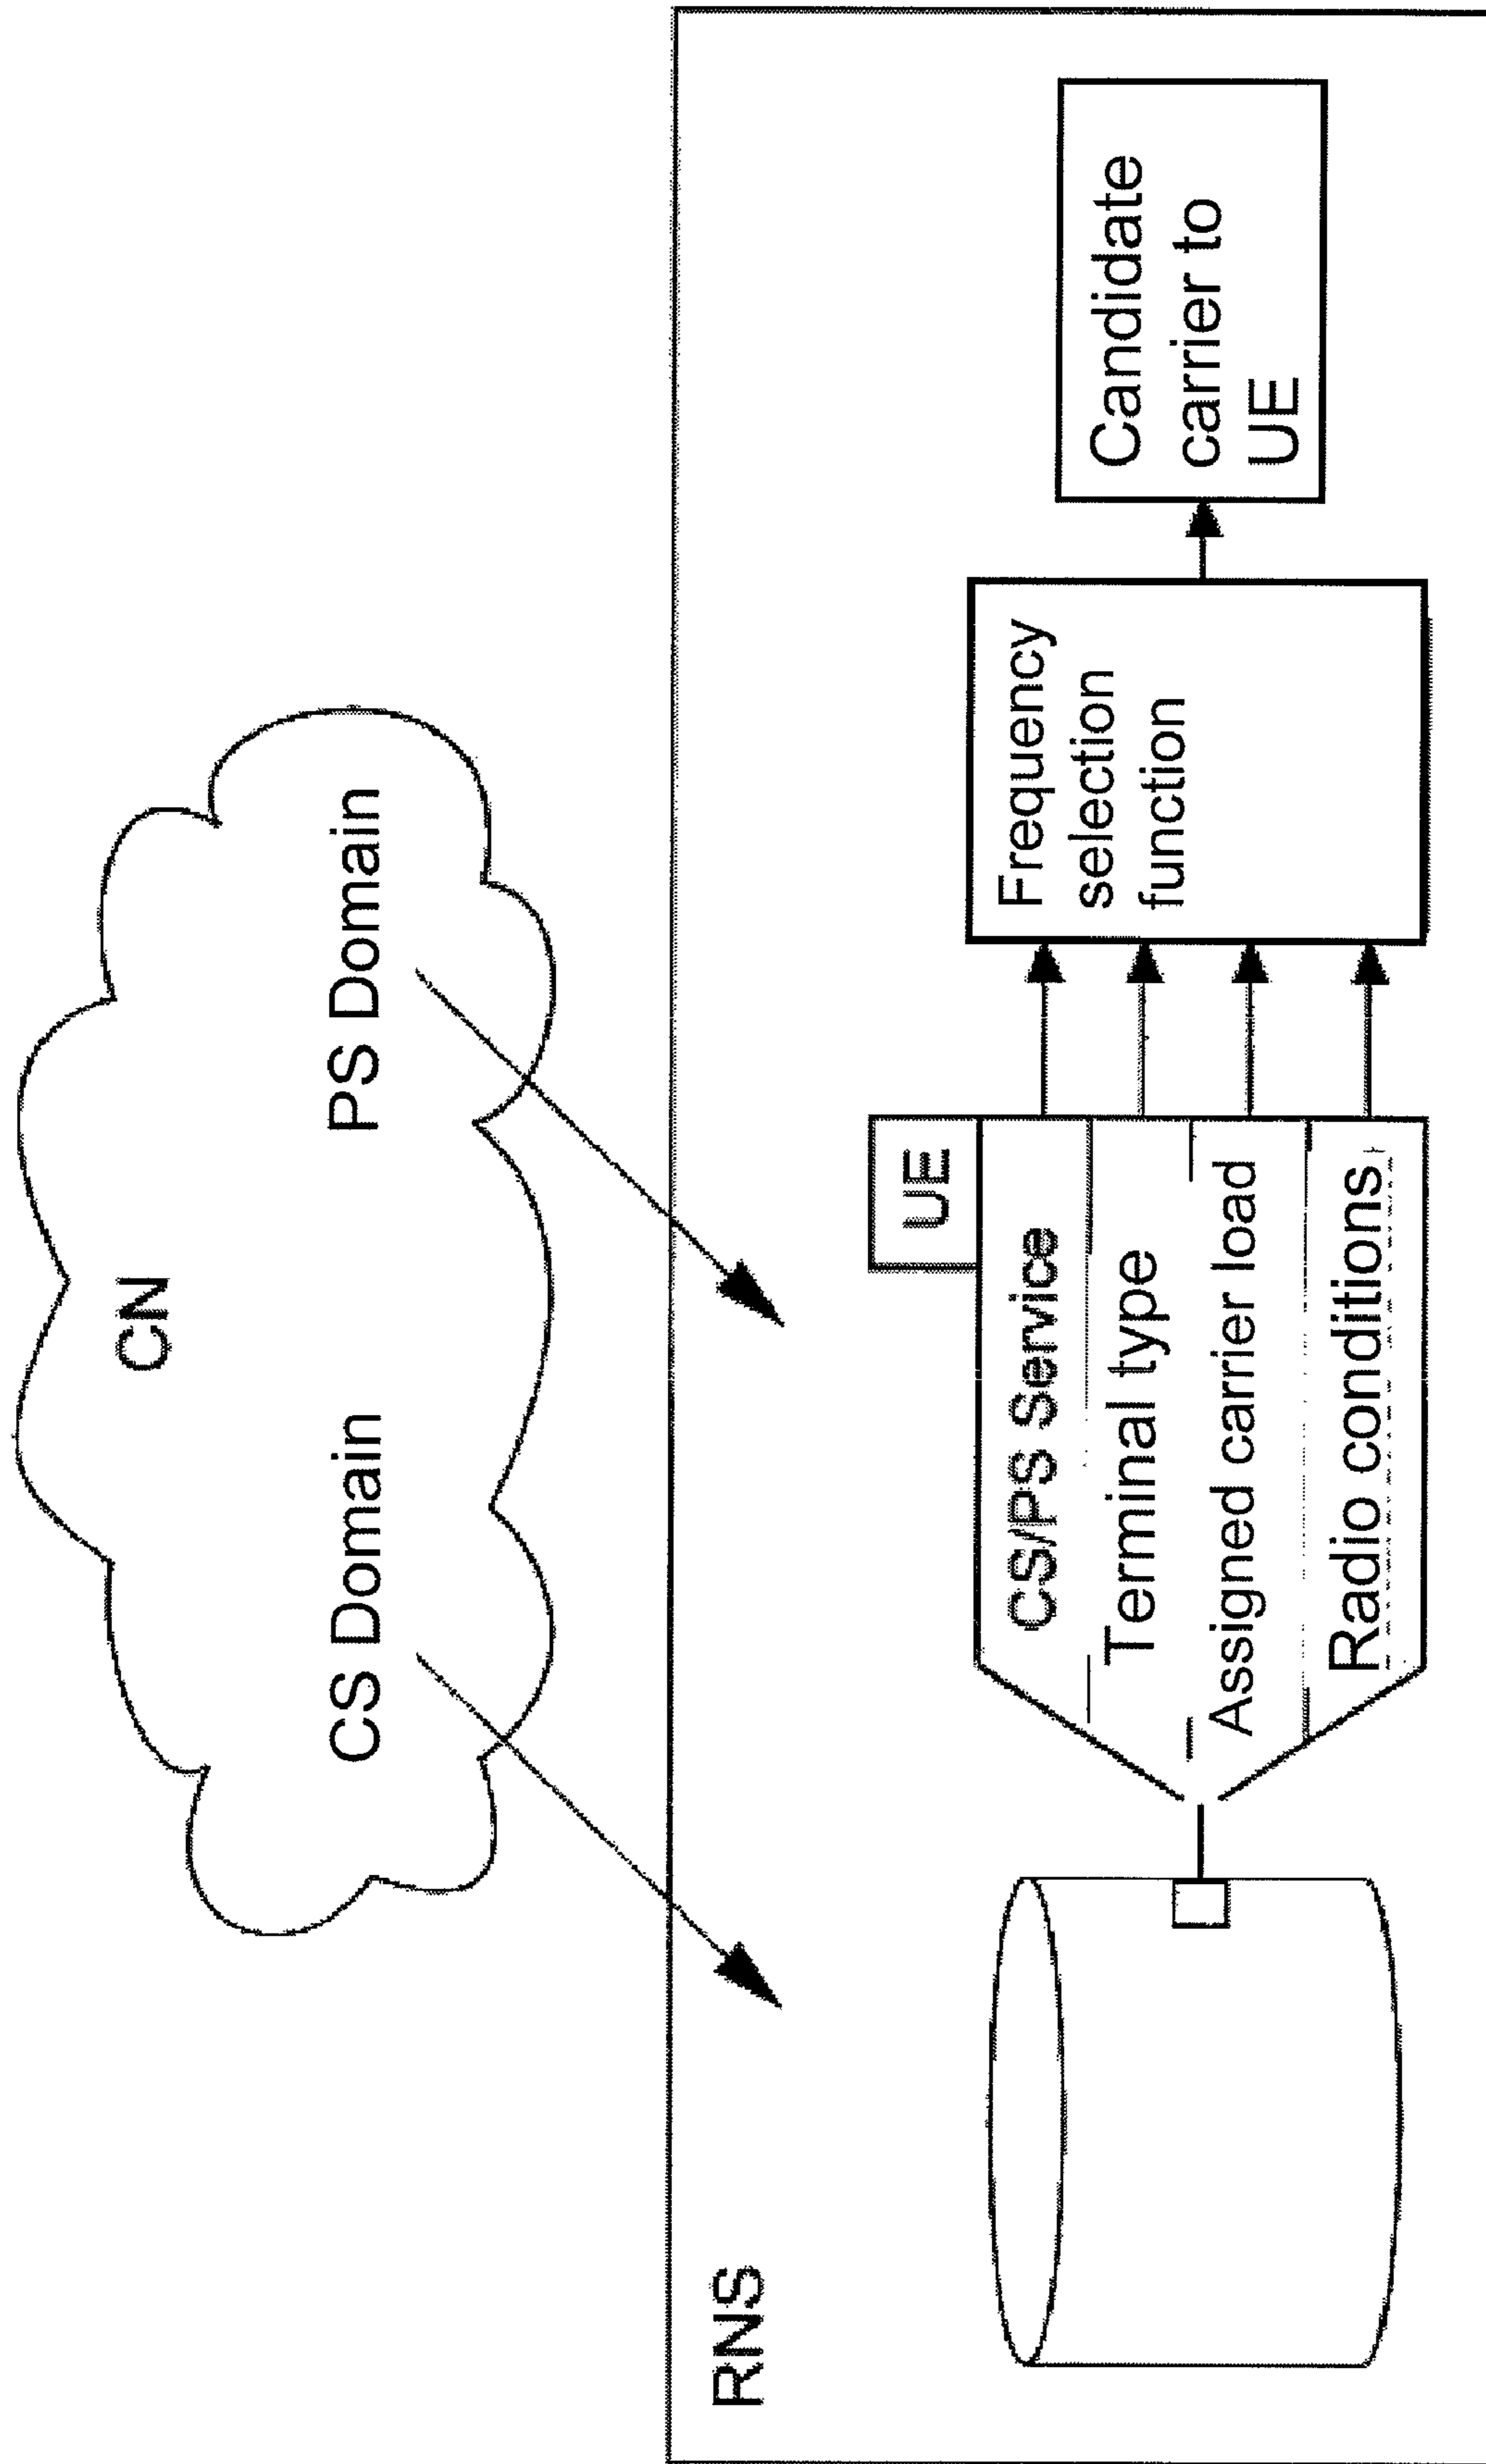 CN
CS Domain
PS Domain
RNS
UE
CS/PS Service
Terminal type
Assigned carrier load
Radio conditions
Frequency
selection
function
Candidate
carrier to
UE